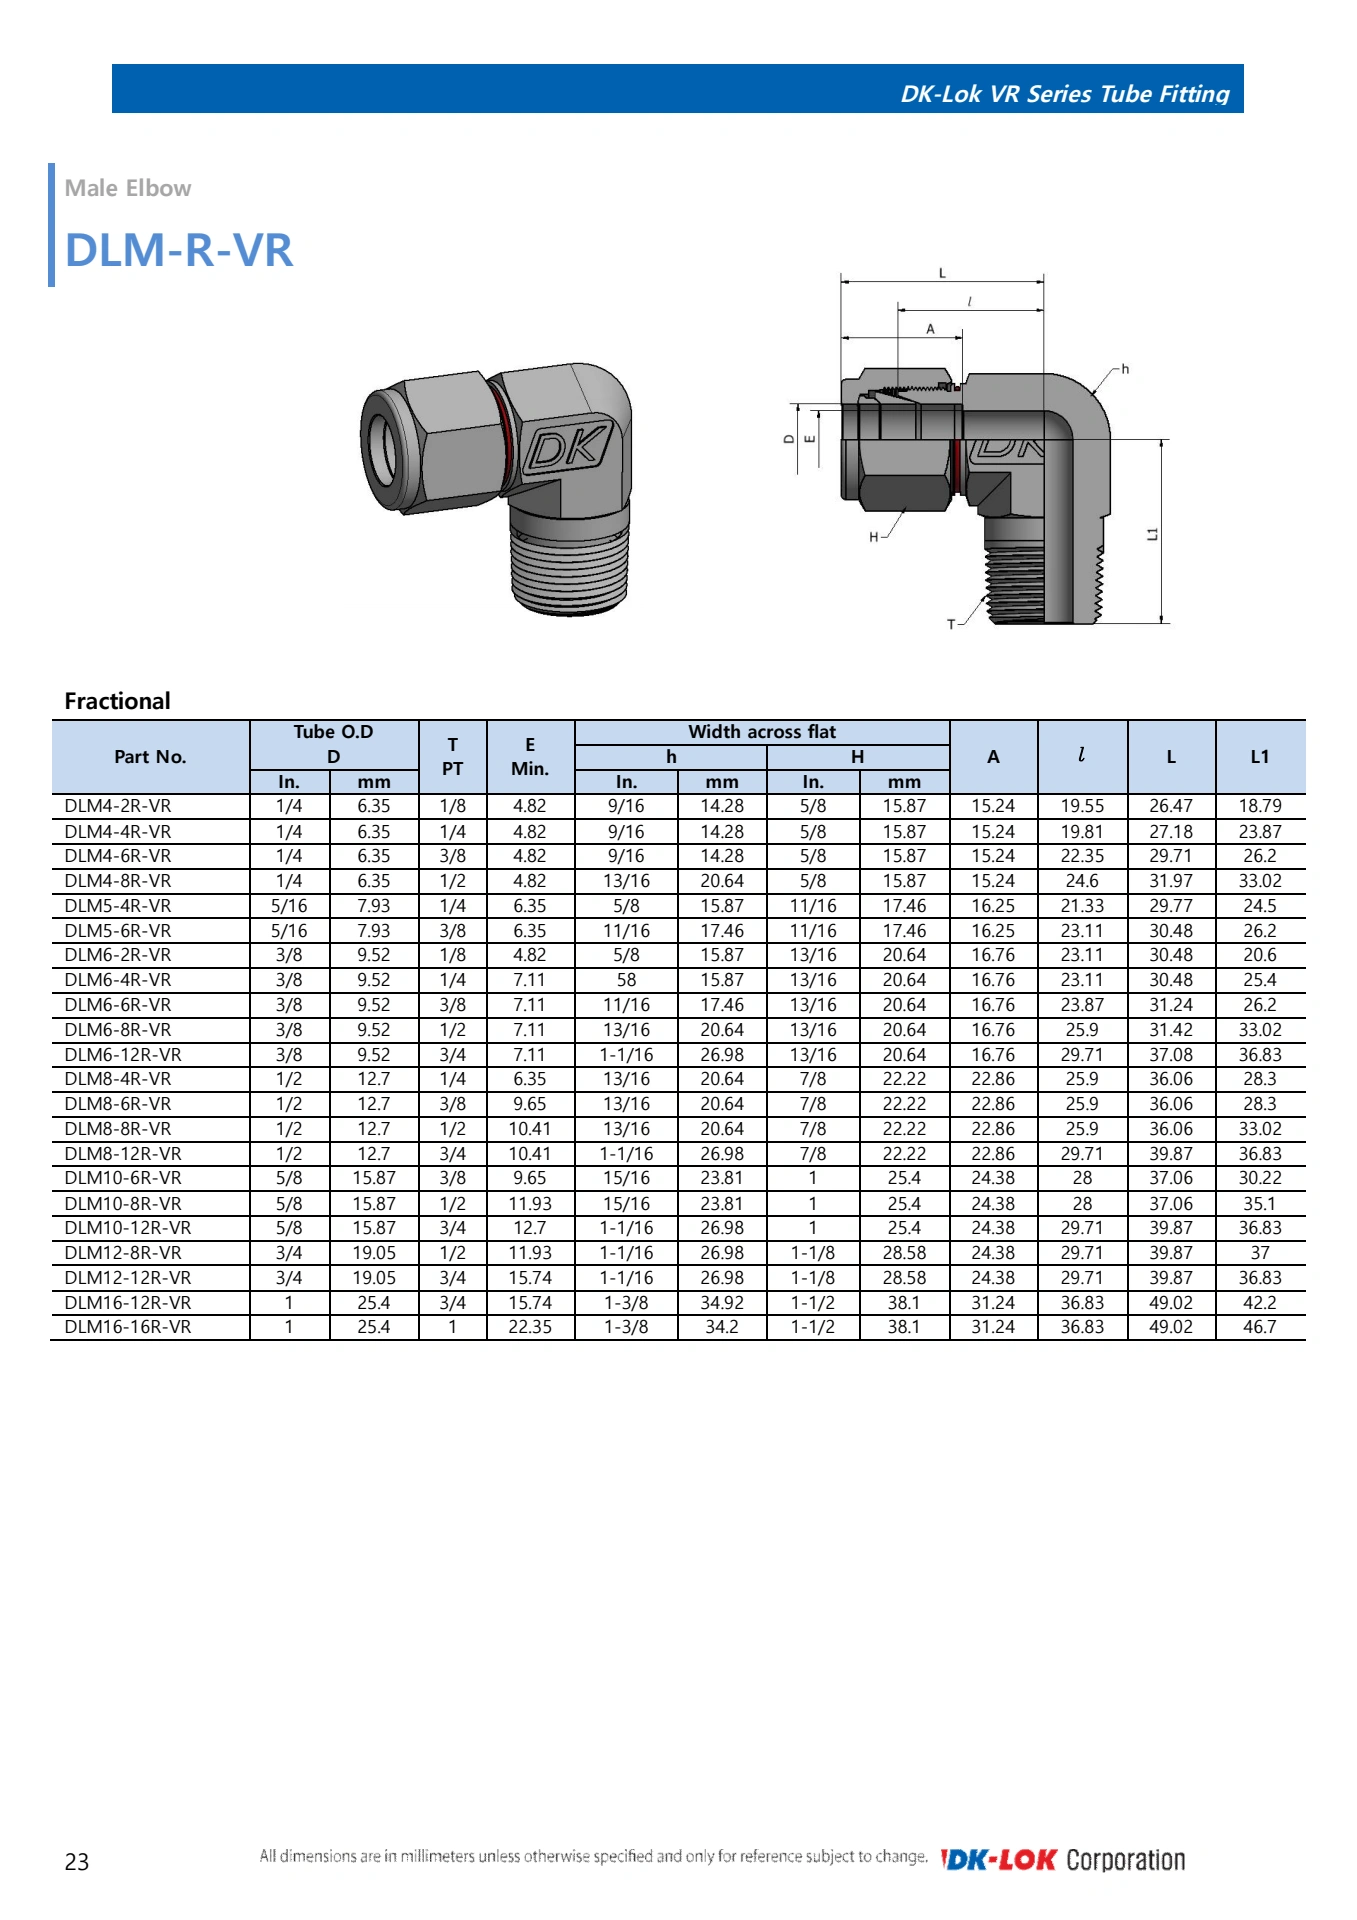 DK-Lok VR Series Tube Fitting
Male Elbow
DLM-R-VR
DK
L
l
A
h
D
E
DK
H
L1
T
Fractional
Part No. Tube O.D D T PT E Min. Width across flat A l L L1
h H
In. mm In. mm In. mm
DLM4-2R-VR 1/4 6.35 1/8 4.82 9/16 14.28 5/8 15.87 15.24 19.55 26.47 18.79
DLM4-4R-VR 1/4 6.35 1/4 4.82 9/16 14.28 5/8 15.87 15.24 19.81 27.18 23.87
DLM4-6R-VR 1/4 6.35 3/8 4.82 9/16 14.28 5/8 15.87 15.24 22.35 29.71 26.2
DLM4-8R-VR 1/4 6.35 1/2 4.82 13/16 20.64 5/8 15.87 15.24 24.6 31.97 33.02
DLM5-4R-VR 5/16 7.93 1/4 6.35 5/8 15.87 11/16 17.46 16.25 21.33 29.77 24.5
DLM5-6R-VR 5/16 7.93 3/8 6.35 11/16 17.46 11/16 17.46 16.25 23.11 30.48 26.2
DLM6-2R-VR 3/8 9.52 1/8 4.82 5/8 15.87 13/16 20.64 16.76 23.11 30.48 20.6
DLM6-4R-VR 3/8 9.52 1/4 7.11 58 15.87 13/16 20.64 16.76 23.11 30.48 25.4
DLM6-6R-VR 3/8 9.52 3/8 7.11 11/16 17.46 13/16 20.64 16.76 23.87 31.24 26.2
DLM6-8R-VR 3/8 9.52 1/2 7.11 13/16 20.64 13/16 20.64 16.76 25.9 31.42 33.02
DLM6-12R-VR 3/8 9.52 3/4 7.11 1-1/16 26.98 13/16 20.64 16.76 29.71 37.08 36.83
DLM8-4R-VR 1/2 12.7 1/4 6.35 13/16 20.64 7/8 22.22 22.86 25.9 36.06 28.3
DLM8-6R-VR 1/2 12.7 3/8 9.65 13/16 20.64 7/8 22.22 22.86 25.9 36.06 28.3
DLM8-8R-VR 1/2 12.7 1/2 10.41 13/16 20.64 7/8 22.22 22.86 25.9 36.06 33.02
DLM8-12R-VR 1/2 12.7 3/4 10.41 1-1/16 26.98 7/8 22.22 22.86 29.71 39.87 36.83
DLM10-6R-VR 5/8 15.87 3/8 9.65 15/16 23.81 1 25.4 24.38 28 37.06 30.22
DLM10-8R-VR 5/8 15.87 1/2 11.93 15/16 23.81 1 25.4 24.38 28 37.06 35.1
DLM10-12R-VR 5/8 15.87 3/4 12.7 1-1/16 26.98 1 25.4 24.38 29.71 39.87 36.83
DLM12-8R-VR 3/4 19.05 1/2 11.93 1-1/16 26.98 1-1/8 28.58 24.38 29.71 39.87 37
DLM12-12R-VR 3/4 19.05 3/4 15.74 1-1/16 26.98 1-1/8 28.58 24.38 29.71 39.87 36.83
DLM16-12R-VR 1 25.4 3/4 15.74 1-3/8 34.92 1-1/2 38.1 31.24 36.83 49.02 42.2
DLM16-16R-VR 1 25.4 1 22.35 1-3/8 34.2 1-1/2 38.1 31.24 36.83 49.02 46.7
23
All dimensions are in millimeters unless otherwise specified and only for reference subject to change.
DK-LOK Corporation